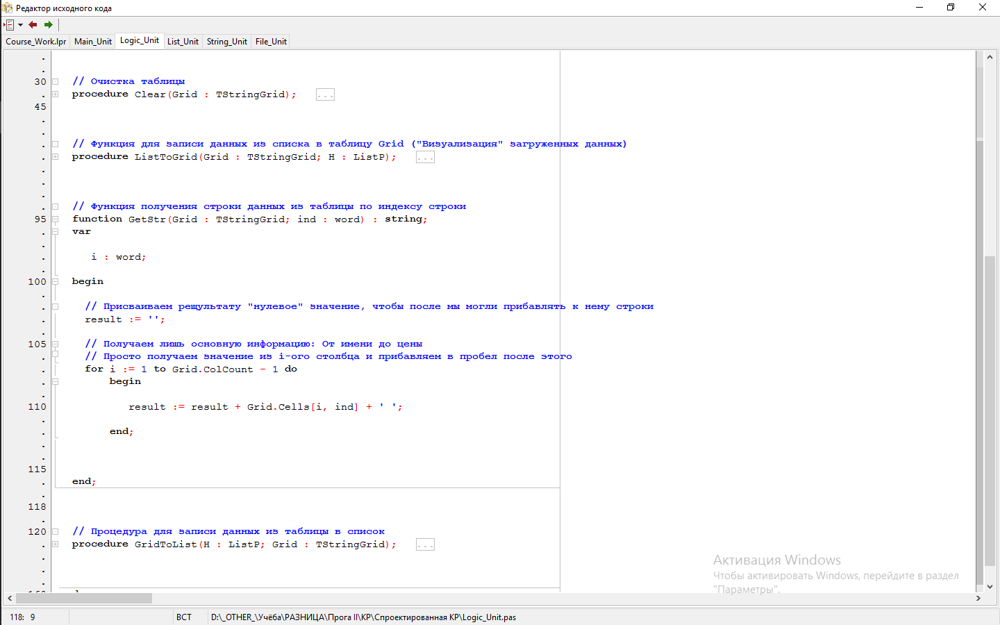 Редактор исходного кода
Course_Work.lpr Main_Unit Logic_Unit List_Unit String_Unit File_Unit
30 // Очистка таблицы
procedure Clear(Grid : TStringGrid); ...
45
// Функция для записи данных из списка в таблицу Grid ("Визуализация" загруженных данных)
procedure ListToGrid(Grid : TStringGrid; H : ListP); ...
// Функция получения строки данных из таблицы по индексу строки
95 function GetStr(Grid : TStringGrid; ind : word) : string;
var
i : word;
100 begin
// Присваиваем рещультату "нулевое" значение, чтобы после мы могли прибавлять к нему строки
result := '';
105 // Получаем лишь основную информацию: От имени до цены
// Просто получаем значение из i-ого столбца и прибавляем в пробел после этого
for i := 1 to Grid.ColCount - 1 do
begin
110 result := result + Grid.Cells[i, ind] + ' ';
end;
115
end;
118
120 // Процедура для записи данных из таблицы в список
procedure GridToList(H : ListP; Grid : TStringGrid); ...
Активация Windows
Чтобы активировать Windows, перейдите в раздел
"Параметры".
118: 9 ВСТ D:\_OTHER_\Учёба\РАЗНИЦА\Прога II\КР\Спроектированная КР\Logic_Unit.pas